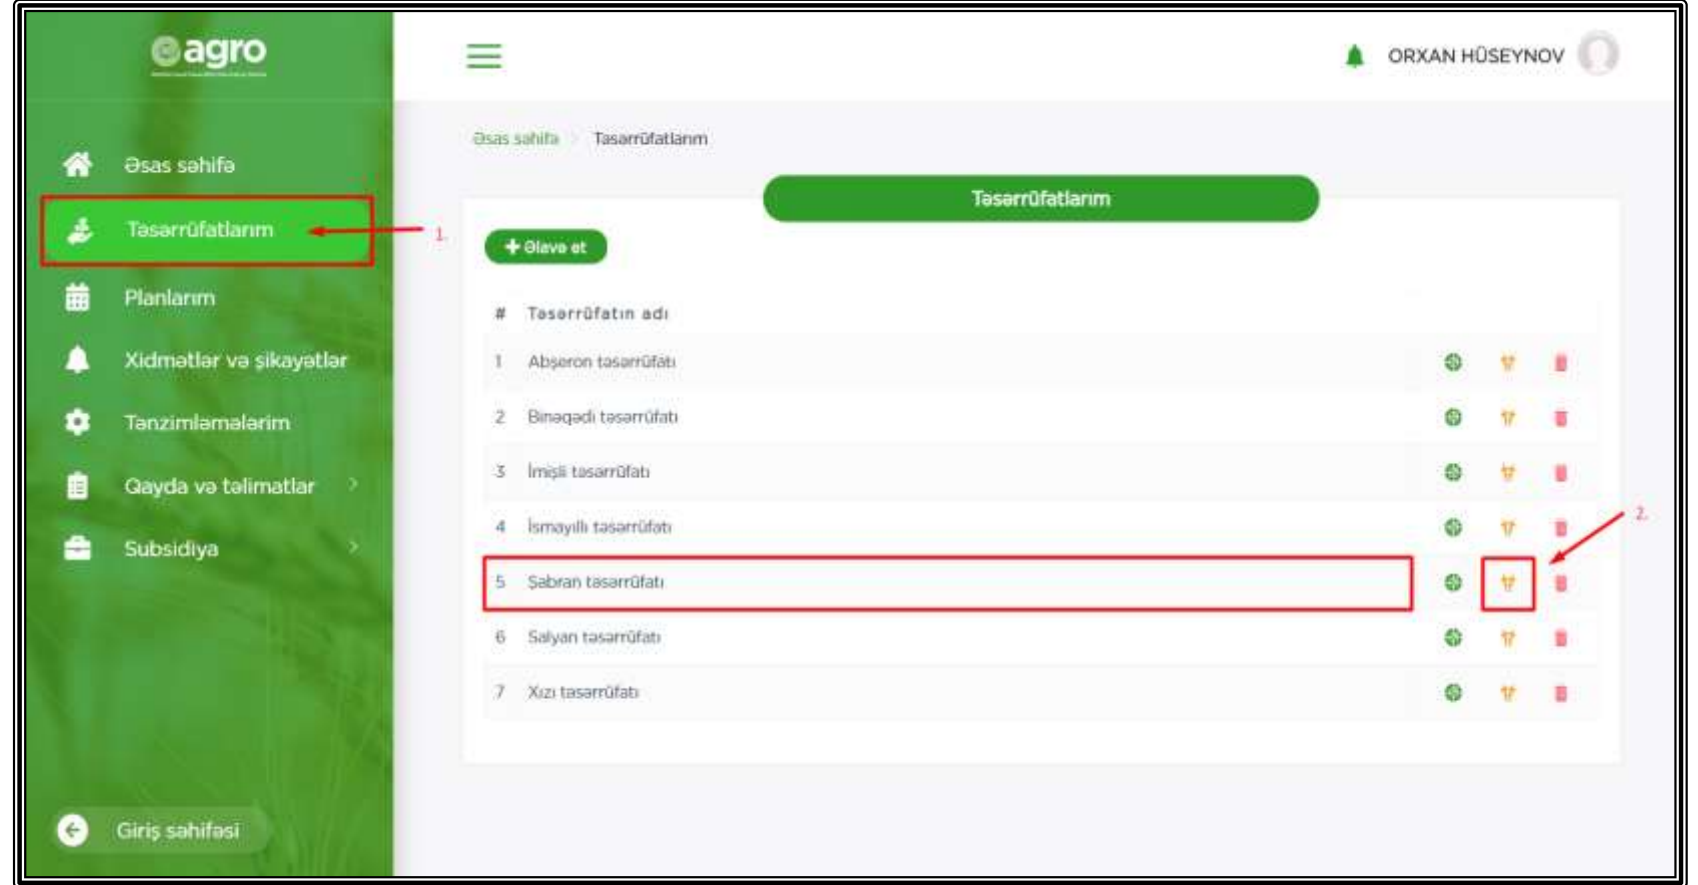 eagro
ORXAN HÜSEYNOV
Əsas səhifə > Təsərrüfatlarım
Əsas səhifə
Təsərrüfatlarım
1.
Planlarım
Xidmətlər və şikayətlər
Tənzimləmələrim
Qayda və təlimatlar >
Subsidiya >
Giriş səhifəsi
Təsərrüfatlarım
+ Əlavə et
# Təsərrüfatın adı
1 Abşeron təsərrüfatı
2 Binəqədi təsərrüfatı
3 İmişli təsərrüfatı
4 İsmayıllı təsərrüfatı
2.
5 Şabran təsərrüfatı
6 Salyan təsərrüfatı
7 Xızı təsərrüfatı